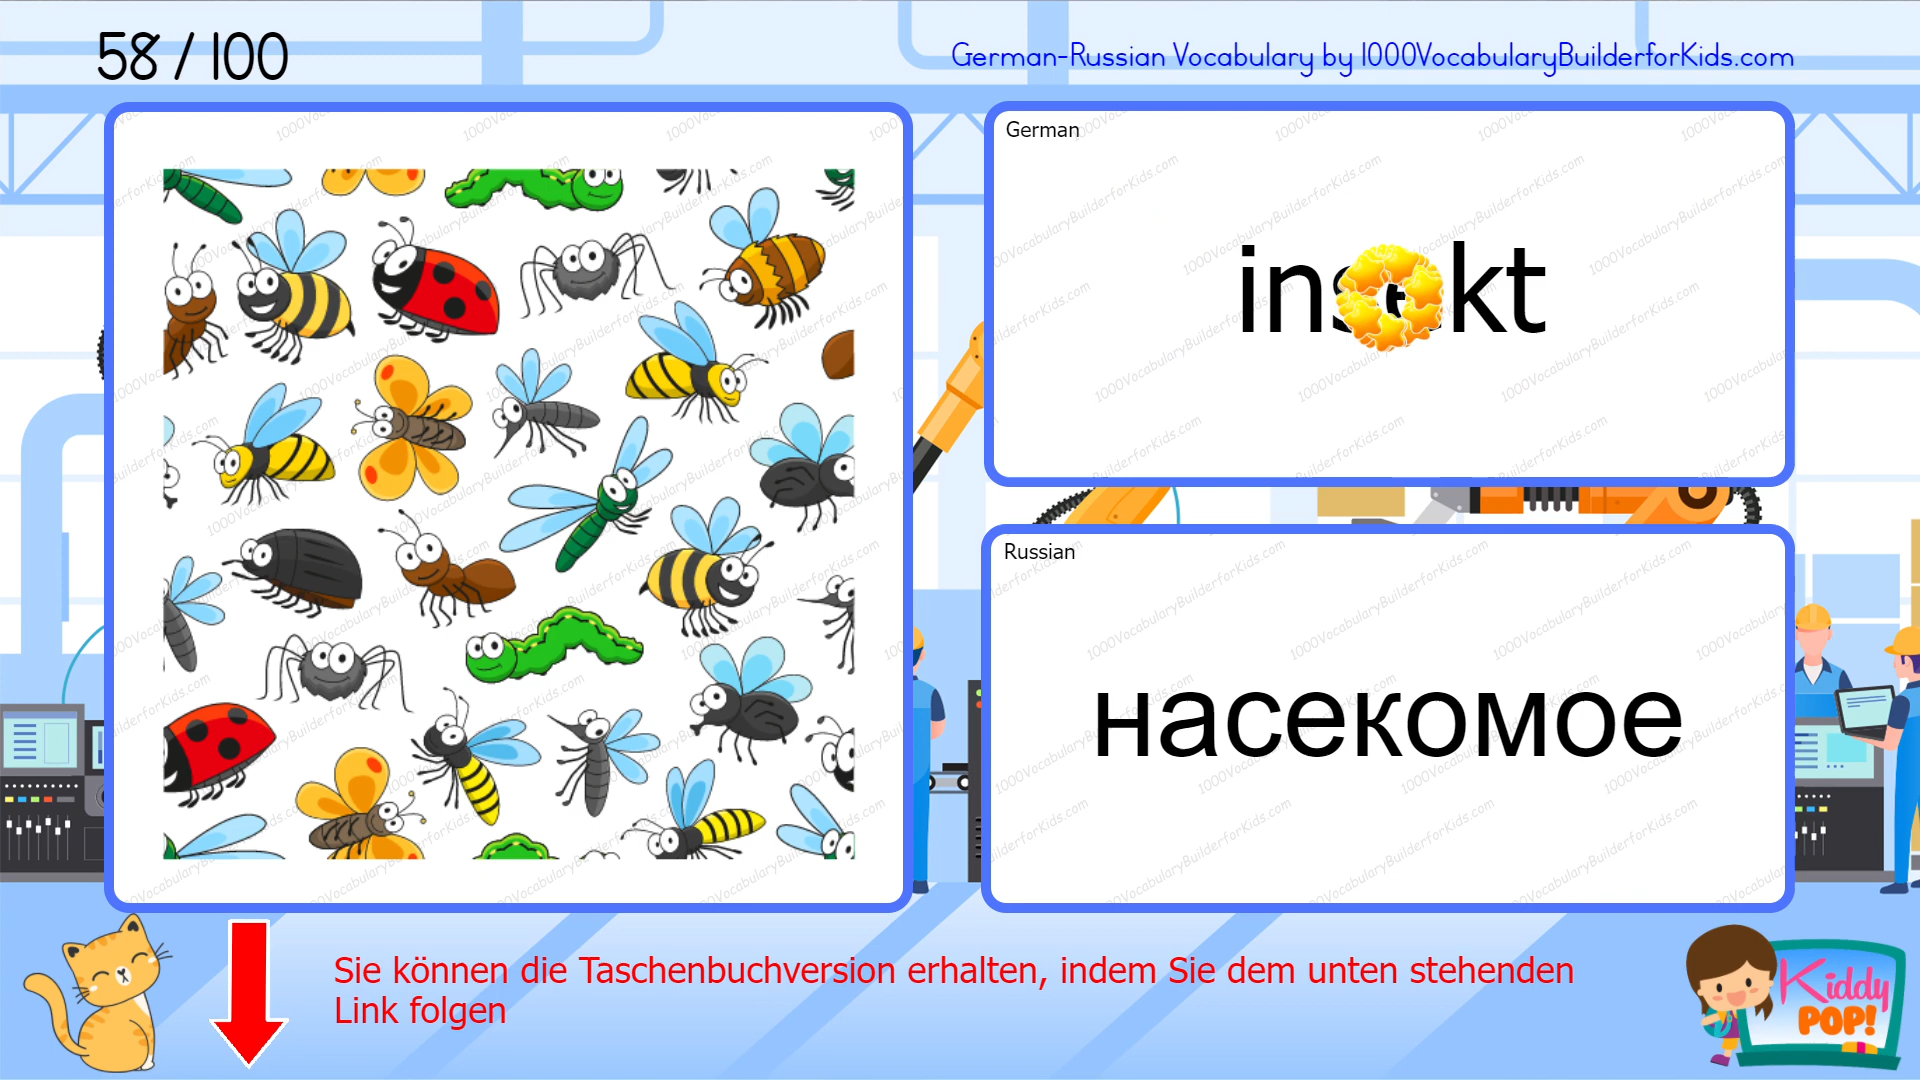 58 / 100
German-Russian Vocabulary by 1000VocabularyBuilderforKids.com
German
insekt
Russian
насекомое
Sie können die Taschenbuchversion erhalten, indem Sie dem unten stehenden
Link folgen
Kiddy
POP!